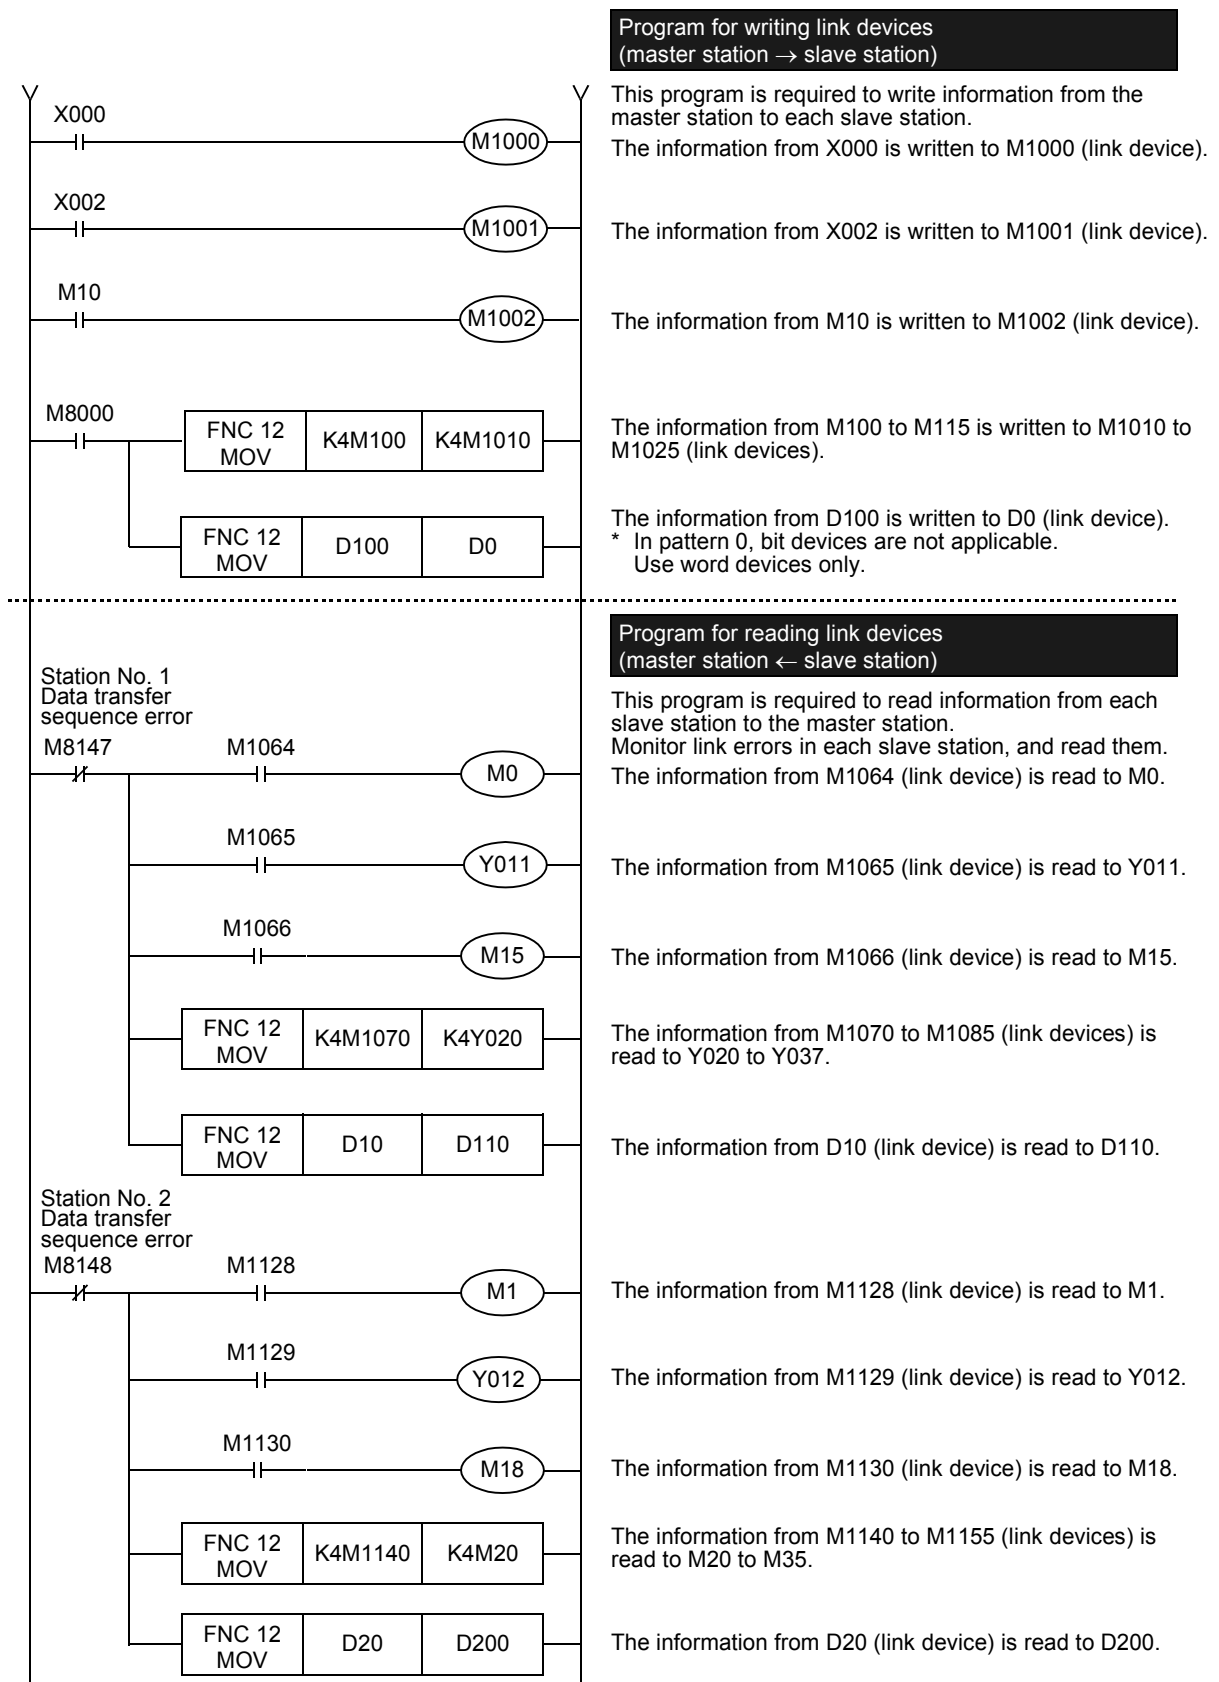 Program for writing link devices
(master station → slave station)
This program is required to write information from the
master station to each slave station.
X000
M1000
The information from X000 is written to M1000 (link device).
X002
M1001
The information from X002 is written to M1001 (link device).
M10
M1002
The information from M10 is written to M1002 (link device).
M8000
FNC 12
MOV
K4M100
K4M1010
The information from M100 to M115 is written to M1010 to
M1025 (link devices).
FNC 12
MOV
D100
D0
The information from D100 is written to D0 (link device).
* In pattern 0, bit devices are not applicable.
Use word devices only.
Program for reading link devices
(master station ← slave station)
This program is required to read information from each
slave station to the master station.
Monitor link errors in each slave station, and read them.
Station No. 1
Data transfer
sequence error
M8147
M1064
M0
The information from M1064 (link device) is read to M0.
M1065
Y011
The information from M1065 (link device) is read to Y011.
M1066
M15
The information from M1066 (link device) is read to M15.
FNC 12
MOV
K4M1070
K4Y020
The information from M1070 to M1085 (link devices) is
read to Y020 to Y037.
FNC 12
MOV
D10
D110
The information from D10 (link device) is read to D110.
Station No. 2
Data transfer
sequence error
M8148
M1128
M1
The information from M1128 (link device) is read to M1.
M1129
Y012
The information from M1129 (link device) is read to Y012.
M1130
M18
The information from M1130 (link device) is read to M18.
FNC 12
MOV
K4M1140
K4M20
The information from M1140 to M1155 (link devices) is
read to M20 to M35.
FNC 12
MOV
D20
D200
The information from D20 (link device) is read to D200.